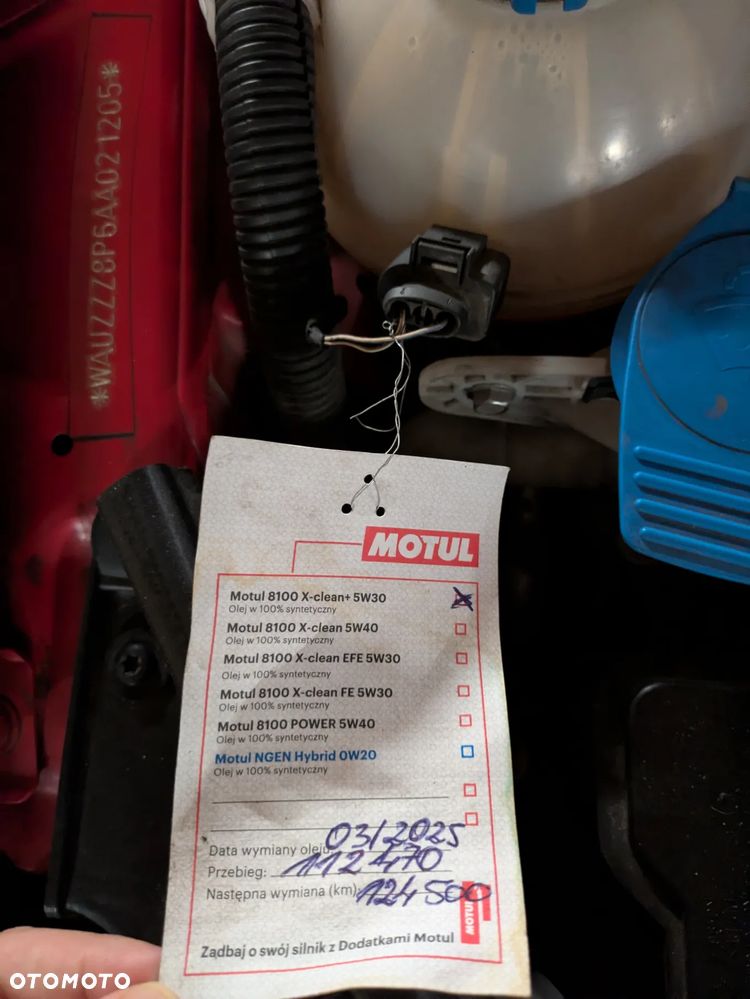 *WAUZZZ8P6AA021205*
MOTUL
Motul 8100 X-clean+ 5W30
Olej w 100% syntetyczny
Motul 8100 X-clean 5W40
Olej w 100% syntetyczny
Motul 8100 X-clean EFE 5W30
Olej w 100% syntetyczny
Motul 8100 X-clean FE 5W30
Olej w 100% syntetyczny
Motul 8100 POWER 5W40
Olej w 100% syntetyczny
Motul NGEN Hybrid 0W20
Olej w 100% syntetyczny
Data wymiany oleju: 03/2025
Przebieg: 112470
Następna wymiana (km): 124500
MOTUL
Zadbaj o swój silnik z Dodatkami Motul
OTOMOTO